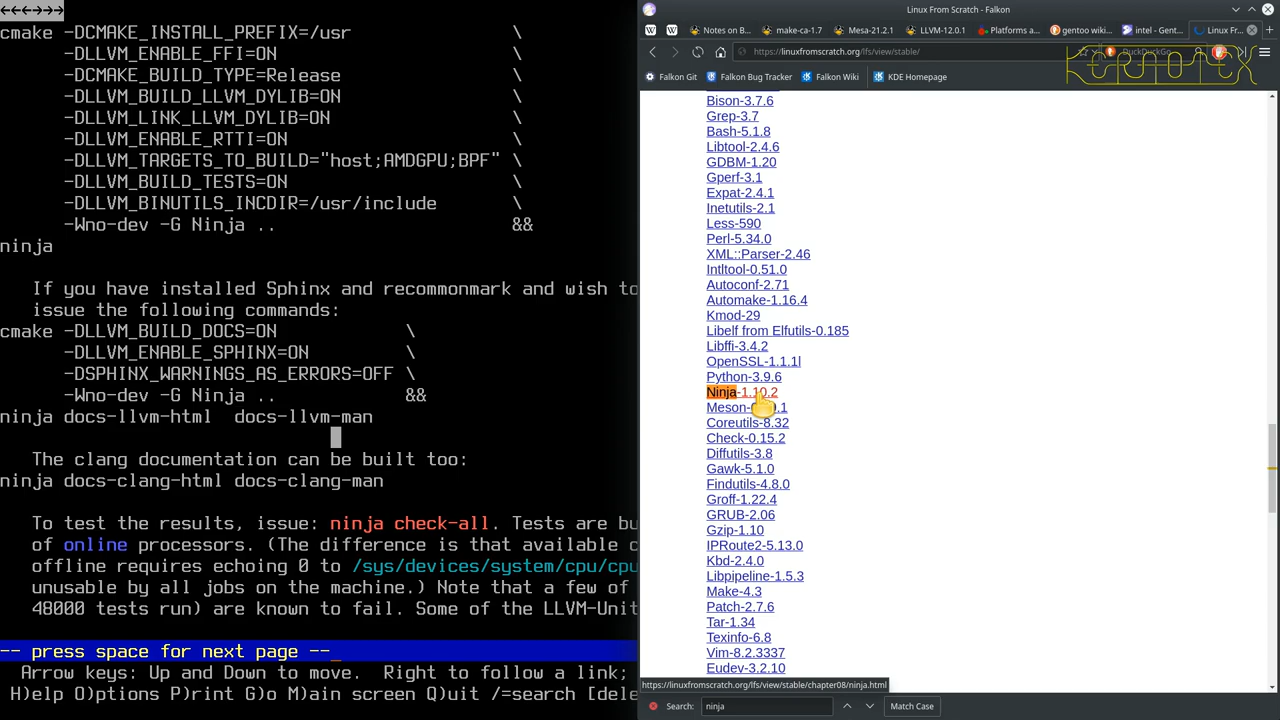 ←←←←→→→
cmake -DCMAKE_INSTALL_PREFIX=/usr \
-DLLVM_ENABLE_FFI=ON \
-DCMAKE_BUILD_TYPE=Release \
-DLLVM_BUILD_LLVM_DYLIB=ON \
-DLLVM_LINK_LLVM_DYLIB=ON \
-DLLVM_ENABLE_RTTI=ON \
-DLLVM_TARGETS_TO_BUILD="host;AMDGPU;BPF" \
-DLLVM_BUILD_TESTS=ON \
-DLLVM_BINUTILS_INCDIR=/usr/include \
-Wno-dev -G Ninja .. &&
ninja
If you have installed Sphinx and recommonmark and wish to
issue the following commands:
cmake -DLLVM_BUILD_DOCS=ON \
-DLLVM_ENABLE_SPHINX=ON \
-DSPHINX_WARNINGS_AS_ERRORS=OFF \
-Wno-dev -G Ninja .. &&
ninja docs-llvm-html docs-llvm-man
The clang documentation can be built too:
ninja docs-clang-html docs-clang-man
To test the results, issue: ninja check-all. Tests are bu
of online processors. (The difference is that available c
offline requires echoing 0 to /sys/devices/system/cpu/cpu
unusable by all jobs on the machine.) Note that a few of
48000 tests run) are known to fail. Some of the LLVM-Unit
-- press space for next page --
Arrow keys: Up and Down to move. Right to follow a link;
H)elp O)ptions P)rint G)o M)ain screen Q)uit /=search [dele
Linux From Scratch - Falkon
Notes on B... make-ca-1.7 Mesa-21.2.1 LLVM-12.0.1 Platforms a... gentoo wiki... intel - Gent... Linux Fr...
https://linuxfromscratch.org/lfs/view/stable/
DuckDuckGo
Falkon Git Falkon Bug Tracker Falkon Wiki KDE Homepage
Bison-3.7.6
Grep-3.7
Bash-5.1.8
Libtool-2.4.6
GDBM-1.20
Gperf-3.1
Expat-2.4.1
Inetutils-2.1
Less-590
Perl-5.34.0
XML::Parser-2.46
Intltool-0.51.0
Autoconf-2.71
Automake-1.16.4
Kmod-29
Libelf from Elfutils-0.185
Libffi-3.4.2
OpenSSL-1.1.1l
Python-3.9.6
Ninja-1.10.2
Meson- 9.1
Coreutils-8.32
Check-0.15.2
Diffutils-3.8
Gawk-5.1.0
Findutils-4.8.0
Groff-1.22.4
GRUB-2.06
Gzip-1.10
IPRoute2-5.13.0
Kbd-2.4.0
Libpipeline-1.5.3
Make-4.3
Patch-2.7.6
Tar-1.34
Texinfo-6.8
Vim-8.2.3337
Eudev-3.2.10
https://linuxfromscratch.org/lfs/view/stable/chapter08/ninja.html
Search: ninja Match Case